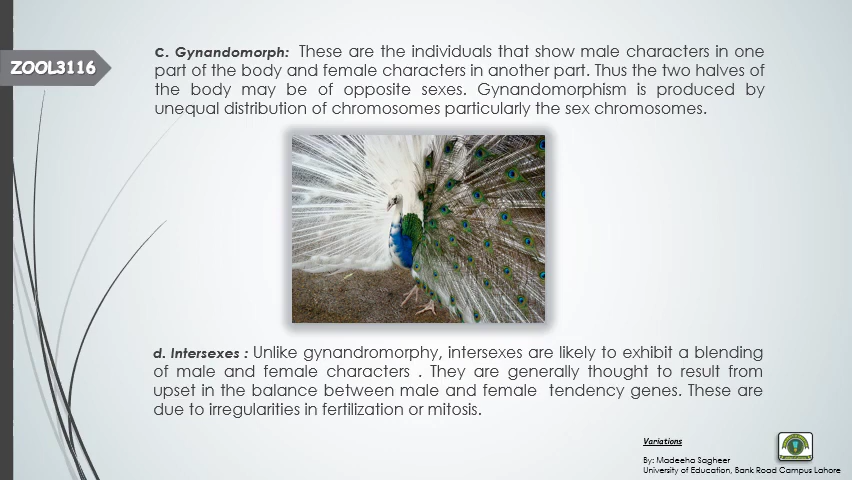 c. Gynandomorph: These are the individuals that show male characters in one
part of the body and female characters in another part. Thus the two halves of
the body may be of opposite sexes. Gynandomorphism is produced by
unequal distribution of chromosomes particularly the sex chromosomes.
ZOOL3116
d. Intersexes : Unlike gynandromorphy, intersexes are likely to exhibit a blending
of male and female characters . They are generally thought to result from
upset in the balance between male and female tendency genes. These are
due to irregularities in fertilization or mitosis.
Variations
By: Madeeha Sagheer
University of Education, Bank Road Campus Lahore